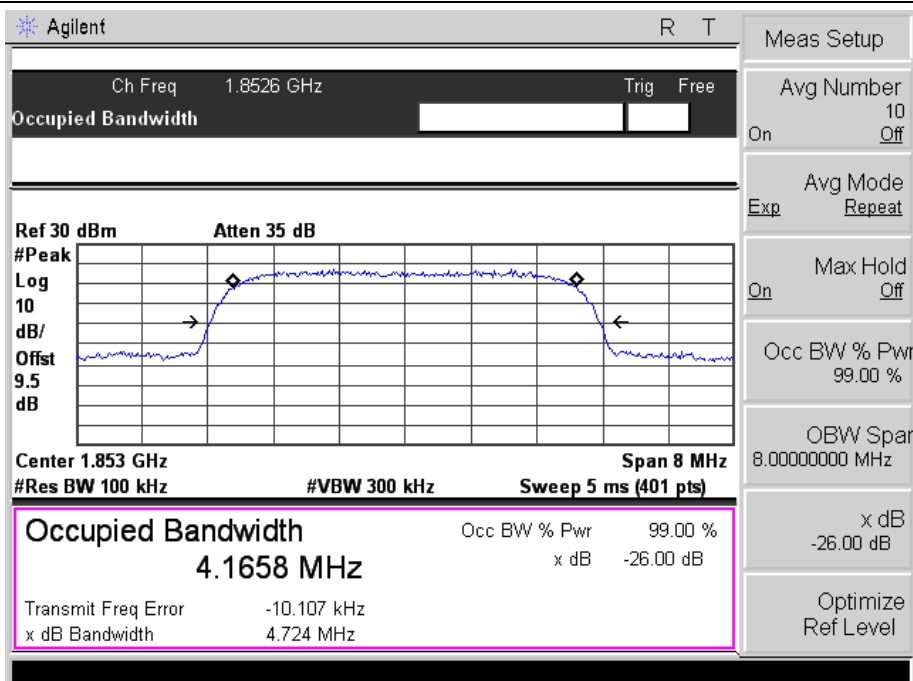 Agilent R T
Ch Freq 1.8526 GHz Trig Free
Occupied Bandwidth
Ref 30 dBm Atten 35 dB
#Peak
Log
10
dB/
Offst
9.5
dB
Center 1.853 GHz Span 8 MHz
#Res BW 100 kHz #VBW 300 kHz Sweep 5 ms (401 pts)
Occupied Bandwidth Occ BW % Pwr 99.00 %
4.1658 MHz x dB -26.00 dB
Transmit Freq Error -10.107 kHz
x dB Bandwidth 4.724 MHz
Meas Setup
Avg Number
10
On Off
Avg Mode
Exp Repeat
Max Hold
On Off
Occ BW % Pwr
99.00 %
OBW Span
8.00000000 MHz
x dB
-26.00 dB
Optimize
Ref Level